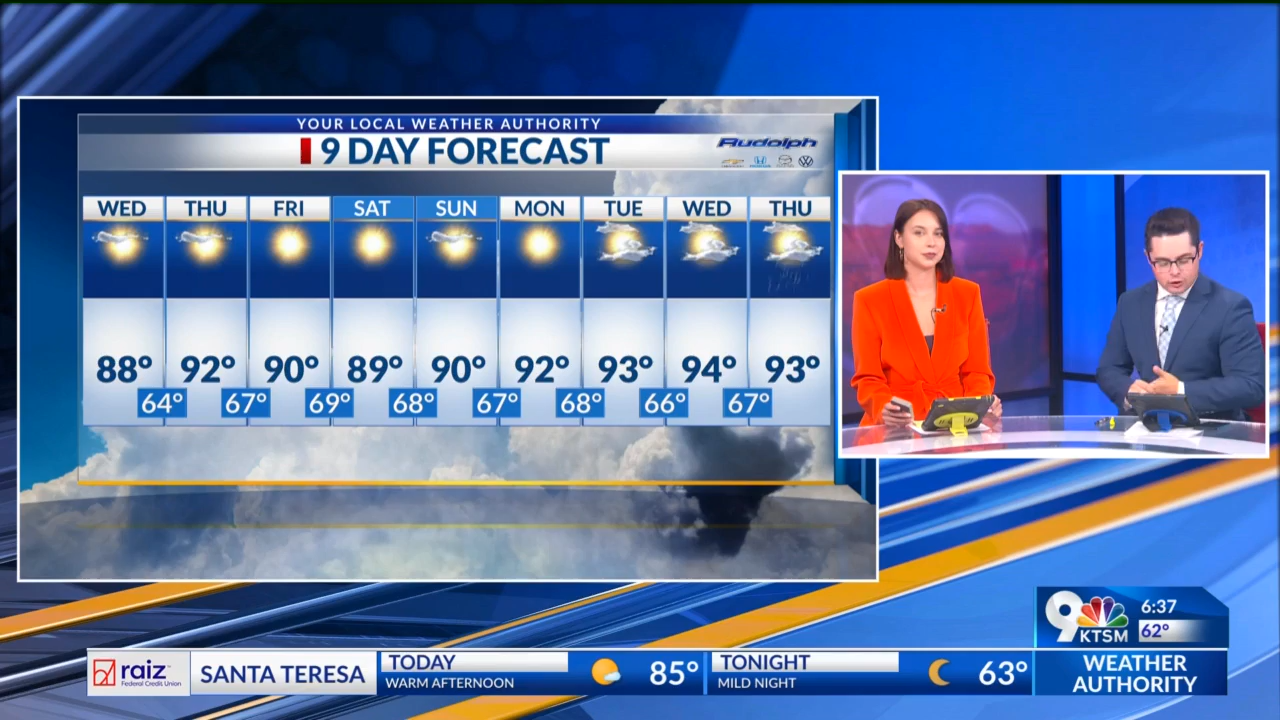 YOUR LOCAL WEATHER AUTHORITY
9 DAY FORECAST
Rudolph
WED THU FRI SAT SUN MON TUE WED THU
88° 92° 90° 89° 90° 92° 93° 94° 93°
64° 67° 69° 68° 67° 68° 66° 67°
9 KTSM
6:37
62°
raiz
Federal Credit Union
SANTA TERESA
TODAY
WARM AFTERNOON
85°
TONIGHT
MILD NIGHT
63°
WEATHER
AUTHORITY